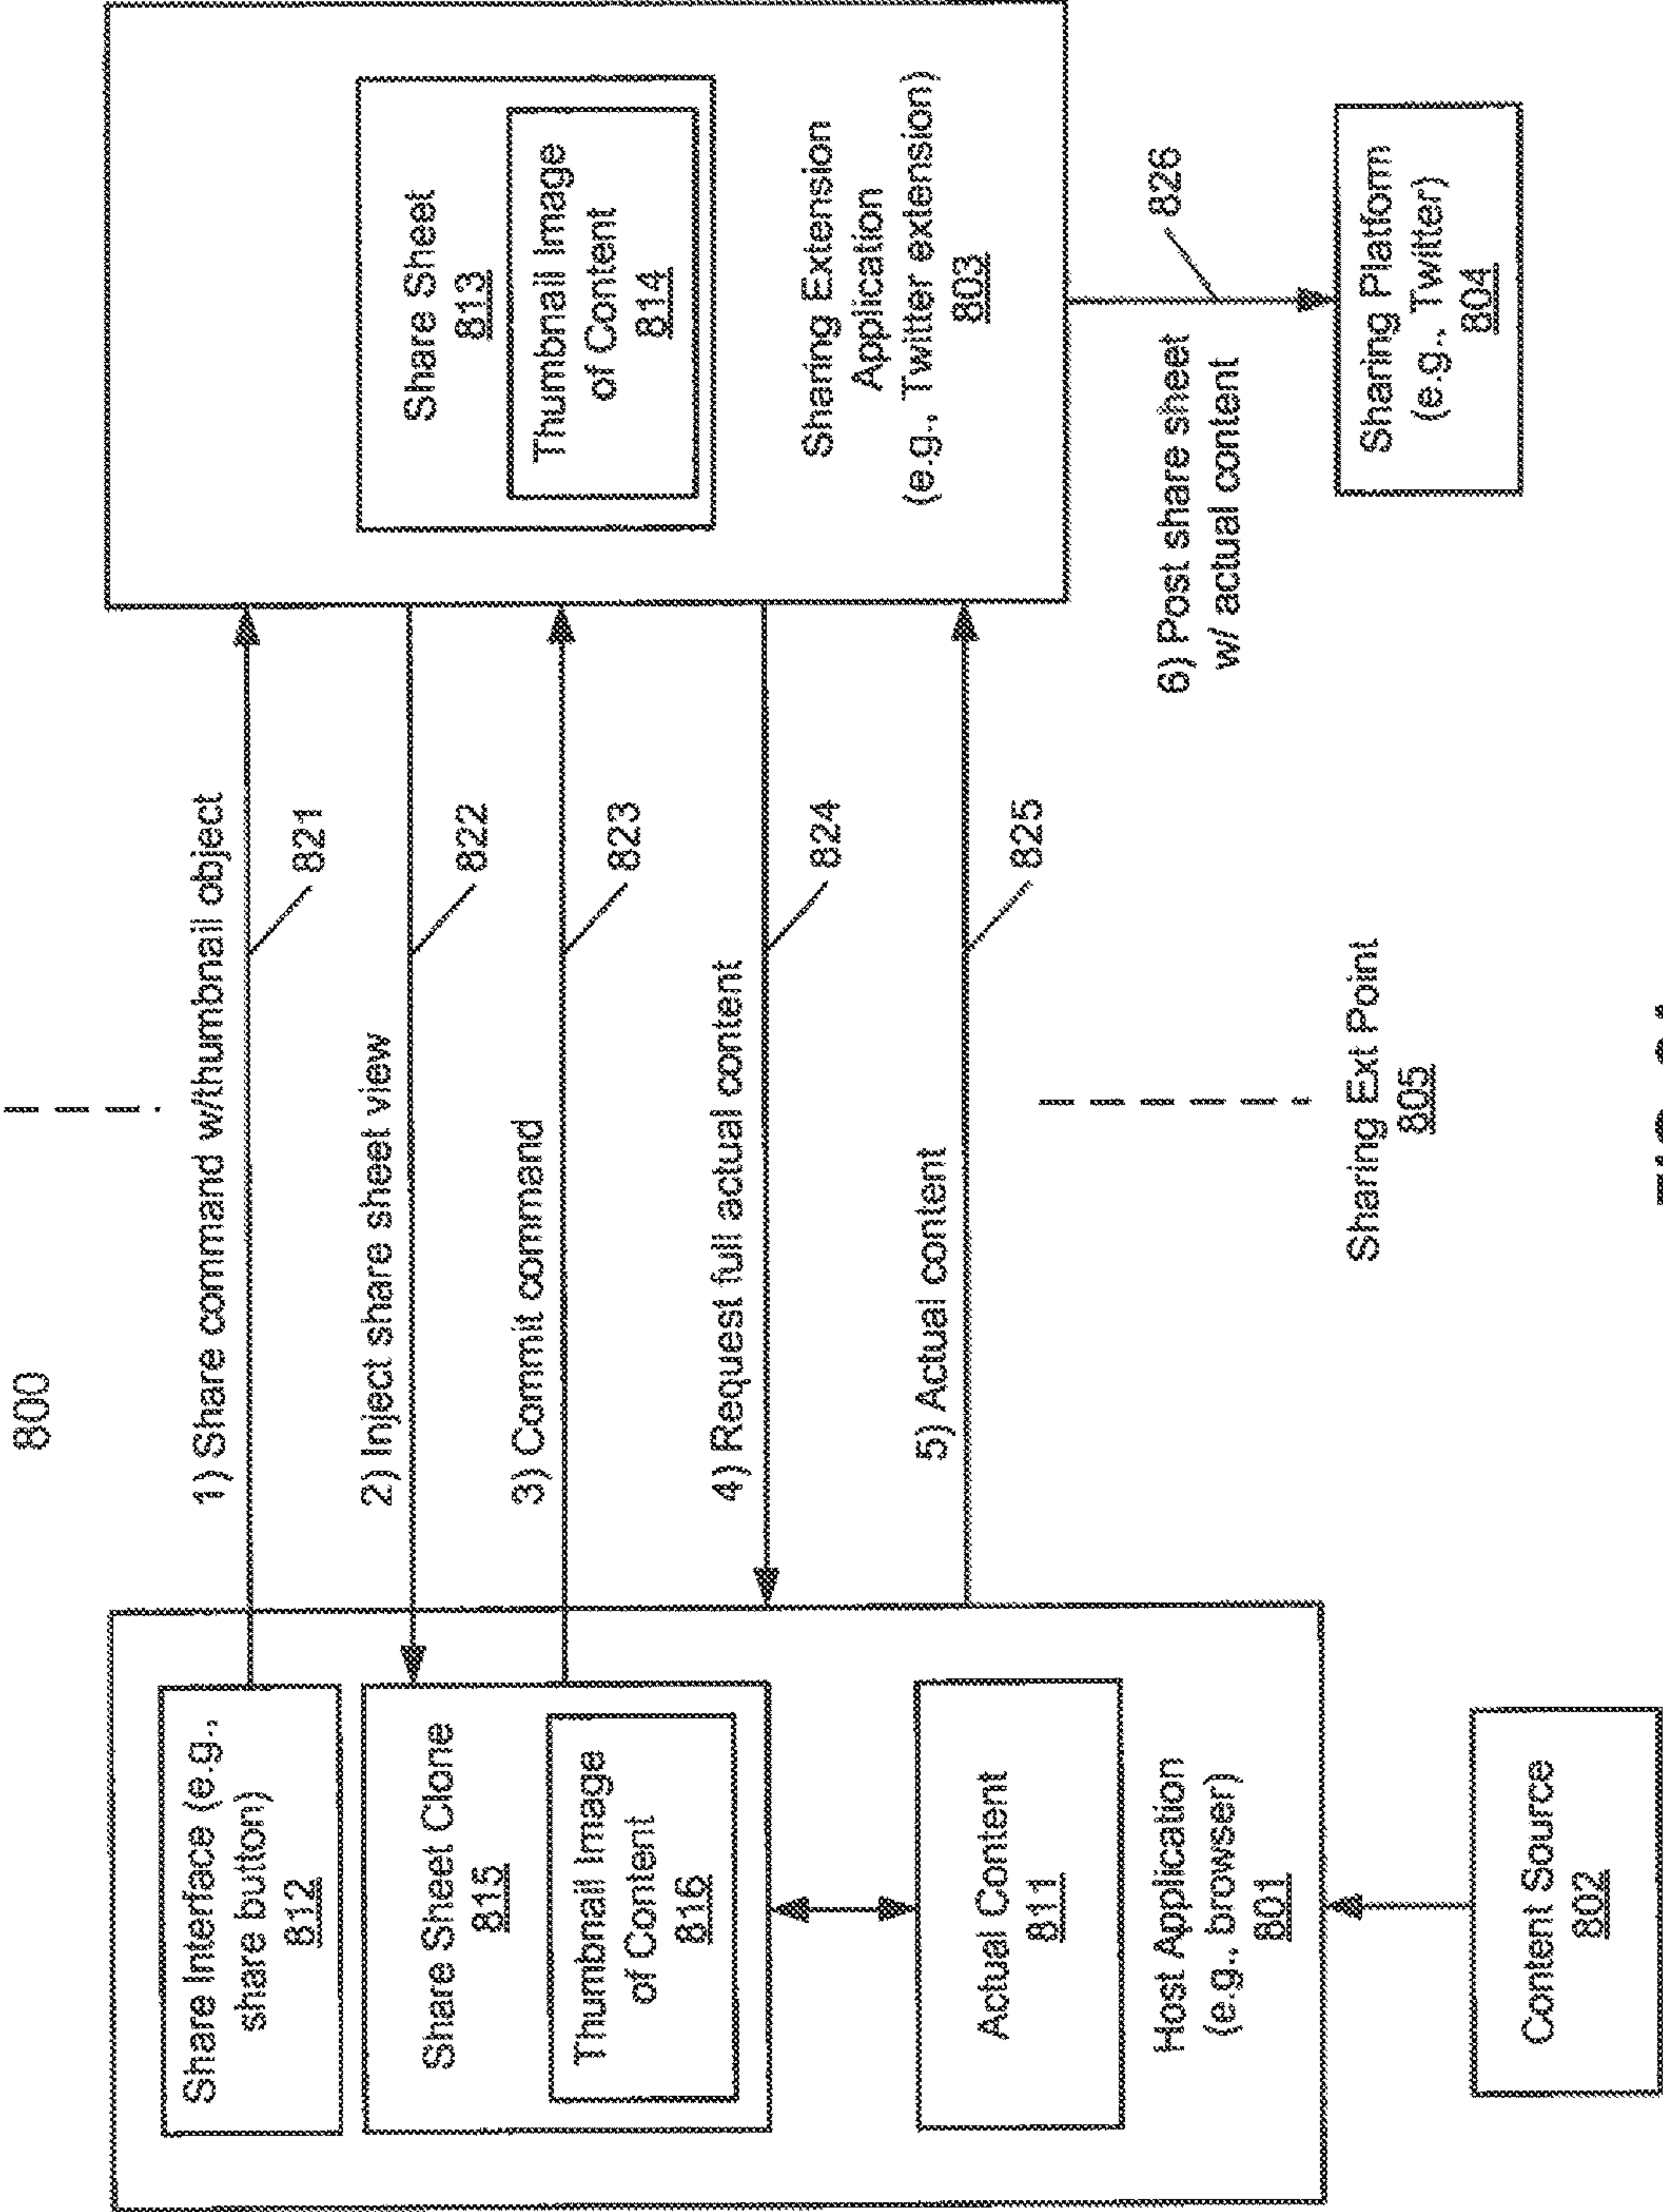 800
Share Interface (e.g.,
share button)
812
Share Sheet Clone
815
Thumbnail Image
of Content
816
Actual Content
811
Host Application
(e.g., browser)
801
Content Source
802
1) Share command w/thumbnail object
821
2) Inject share sheet view
822
3) Commit command
823
4) Request full actual content
824
5) Actual content
825
Sharing Ext Point
805
Share Sheet
813
Thumbnail Image
of Content
814
Sharing Extension
Application
(e.g., Twitter extension)
803
6) Post share sheet
w/ actual content
826
Sharing Platform
(e.g., Twitter)
804